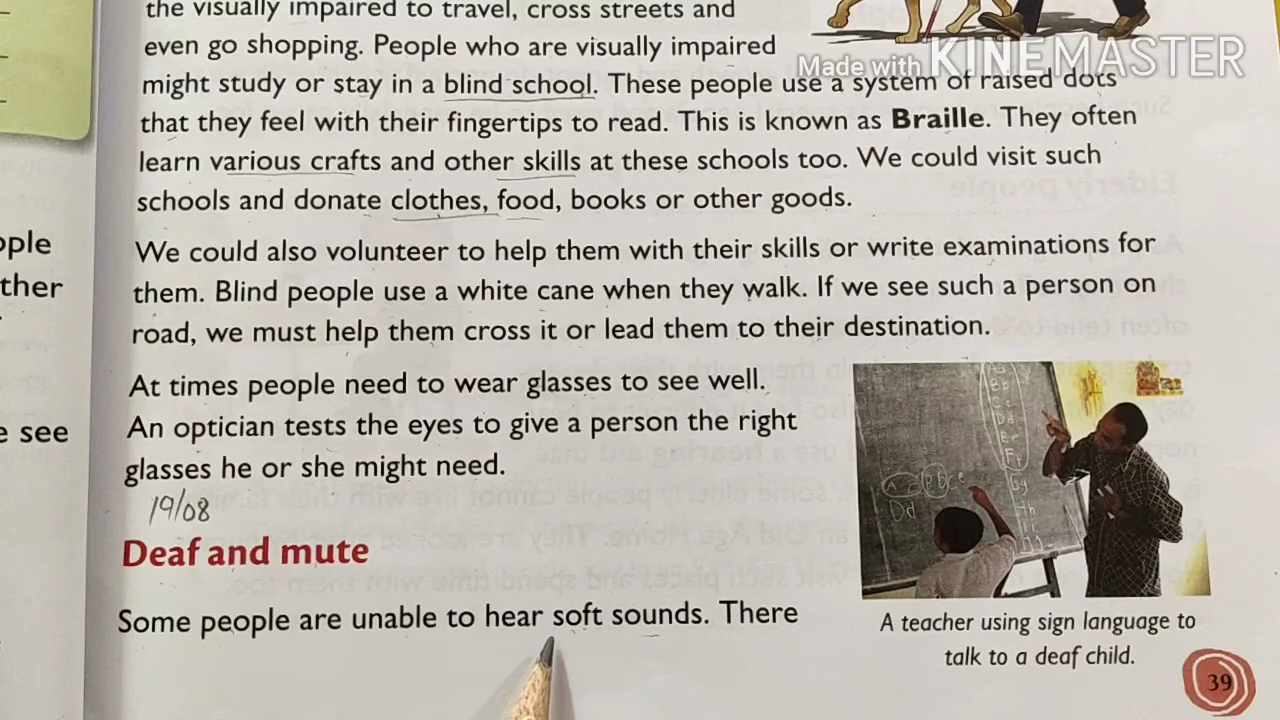 the visually impaired to travel, cross streets and
even go shopping. People who are visually impaired
might study or stay in a blind school. These people use a system of raised dots
that they feel with their fingertips to read. This is known as Braille. They often
learn various crafts and other skills at these schools too. We could visit such
schools and donate clothes, food, books or other goods.
We could also volunteer to help them with their skills or write examinations for
them. Blind people use a white cane when they walk. If we see such a person on
road, we must help them cross it or lead them to their destination.
At times people need to wear glasses to see well.
An optician tests the eyes to give a person the right
glasses he or she might need.
19/08
Deaf and mute
Some people are unable to hear soft sounds. There
A teacher using sign language to
talk to a deaf child.
39
Made with KINEMASTER
ther
see
Dd